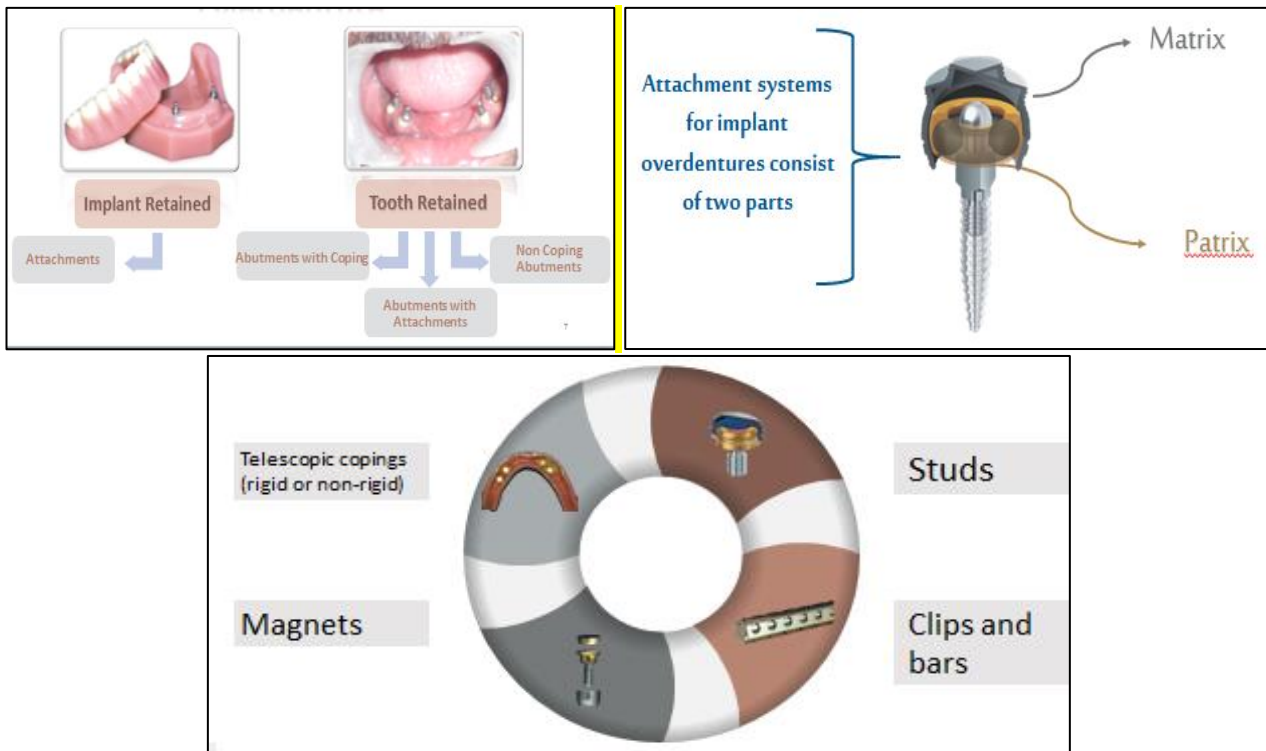 Implant Retained
Tooth Retained
Attachments
Abutments with Coping
Non Coping
Abutments
Abutments with
Attachments
Attachment systems
for implant
overdentures consist
of two parts
Matrix
Patrix
Telescopic copings
(rigid or non-rigid)
Studs
Magnets
Clips and
bars